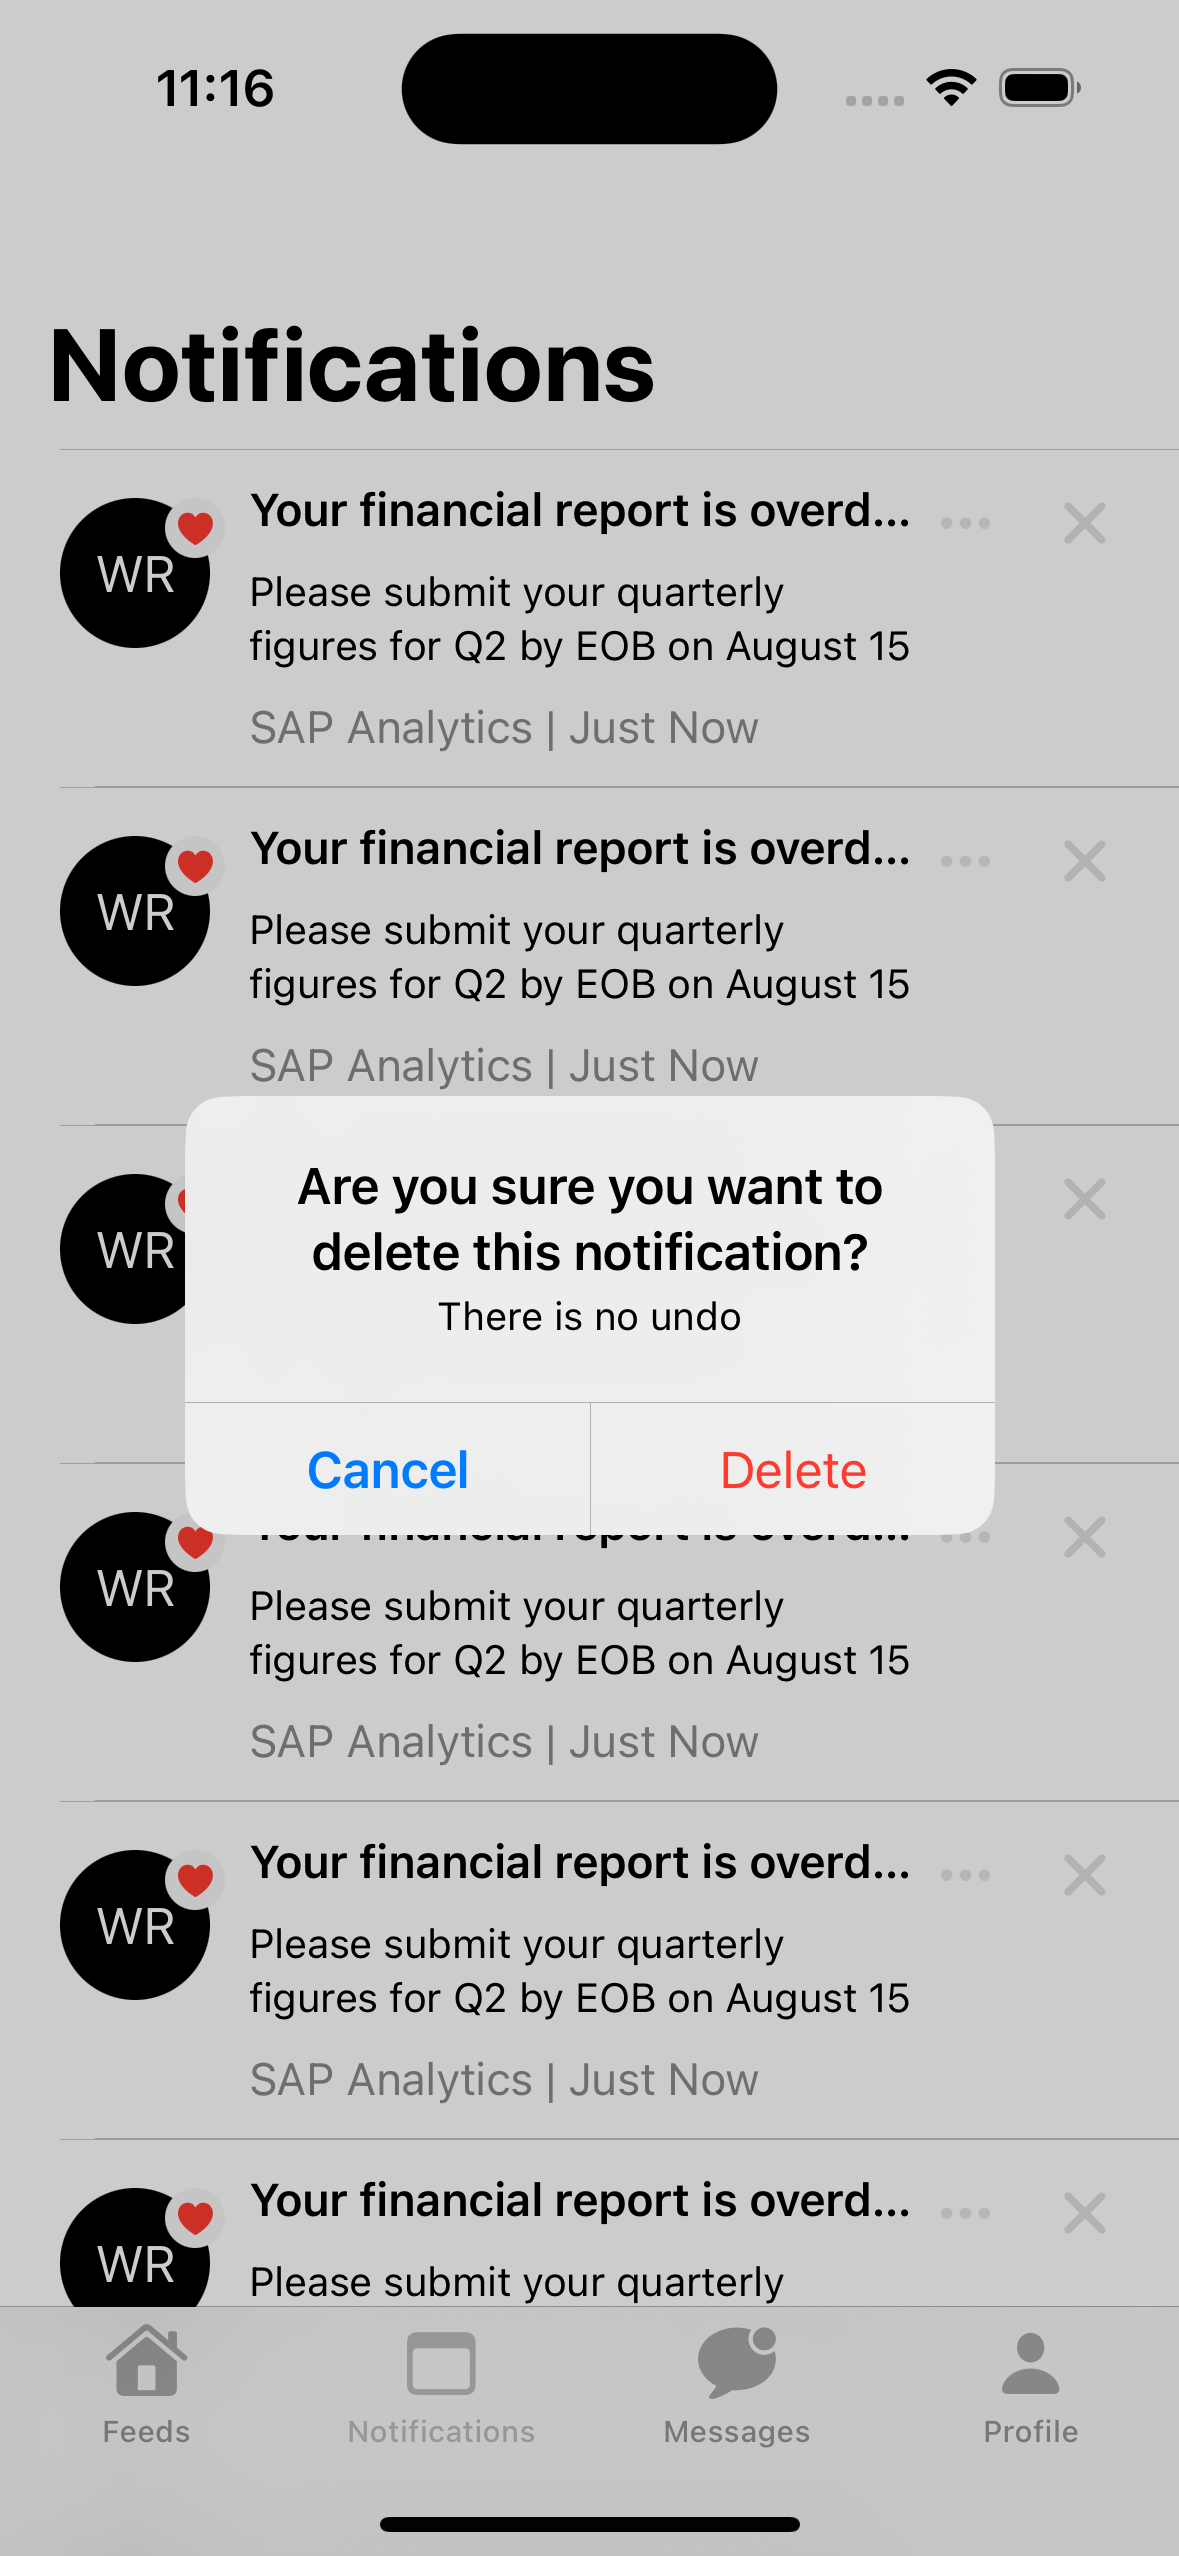 11:16
Notifications
WR
Your financial report is overd...
Please submit your quarterly
figures for Q2 by EOB on August 15
SAP Analytics | Just Now
WR
Your financial report is overd...
Please submit your quarterly
figures for Q2 by EOB on August 15
SAP Analytics | Just Now
WR
Are you sure you want to
delete this notification?
There is no undo
Cancel
Delete
WR
Your financial report is overd...
Please submit your quarterly
figures for Q2 by EOB on August 15
SAP Analytics | Just Now
WR
Your financial report is overd...
Please submit your quarterly
figures for Q2 by EOB on August 15
SAP Analytics | Just Now
WR
Your financial report is overd...
Please submit your quarterly
Feeds
Notifications
Messages
Profile